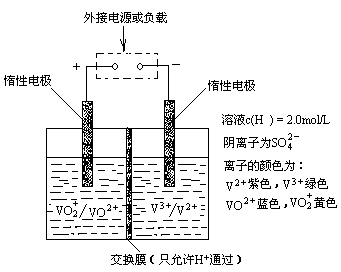 外接电源或负载
+
−
惰性电极
惰性电极
溶液c(H ) = 2.0mol/L
阴离子为SO₄²⁻
离子的颜色为:
V²⁺紫色, V³⁺绿色
VO²⁺蓝色, VO₂⁺黄色
VO₂⁺/VO²⁺
V³⁺/V²⁺
交换膜(只允许H⁺通过)